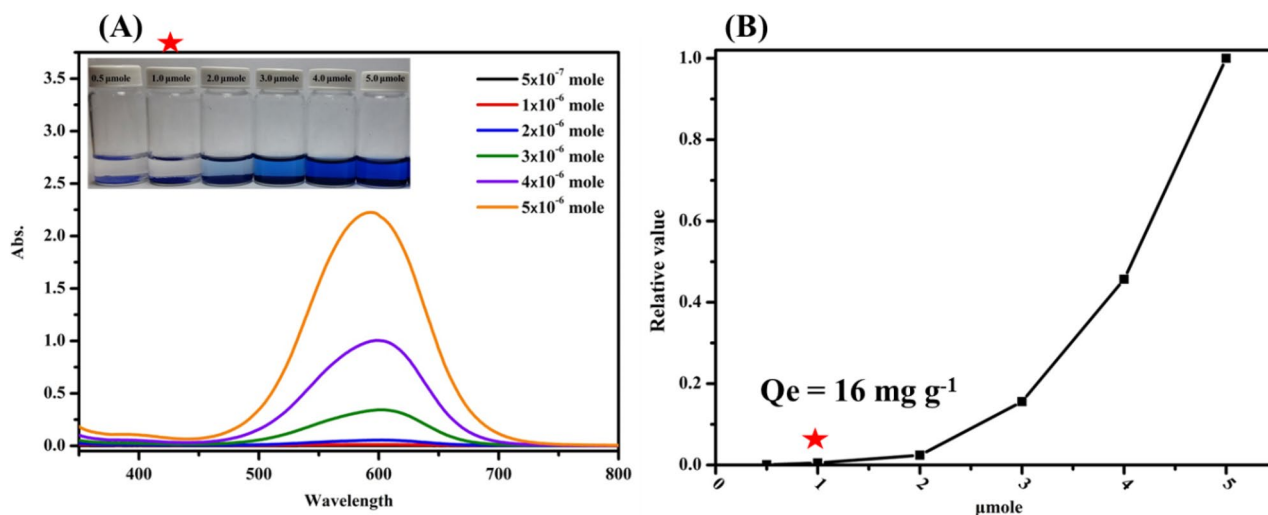 (A)
0.5 μmole 1.0 μmole 2.0 μmole 3.0 μmole 4.0 μmole 5.0 μmole
5x10⁻⁷ mole
1x10⁻⁶ mole
2x10⁻⁶ mole
3x10⁻⁶ mole
4x10⁻⁶ mole
5x10⁻⁶ mole
3.5
3.0
2.5
2.0
1.5
1.0
0.5
0.0
Abs.
400 500 600 700 800
Wavelength
(B)
1.0
0.8
0.6
0.4
0.2
0.0
Relative value
Qe = 16 mg g⁻¹
0 1 2 3 4 5
μmole